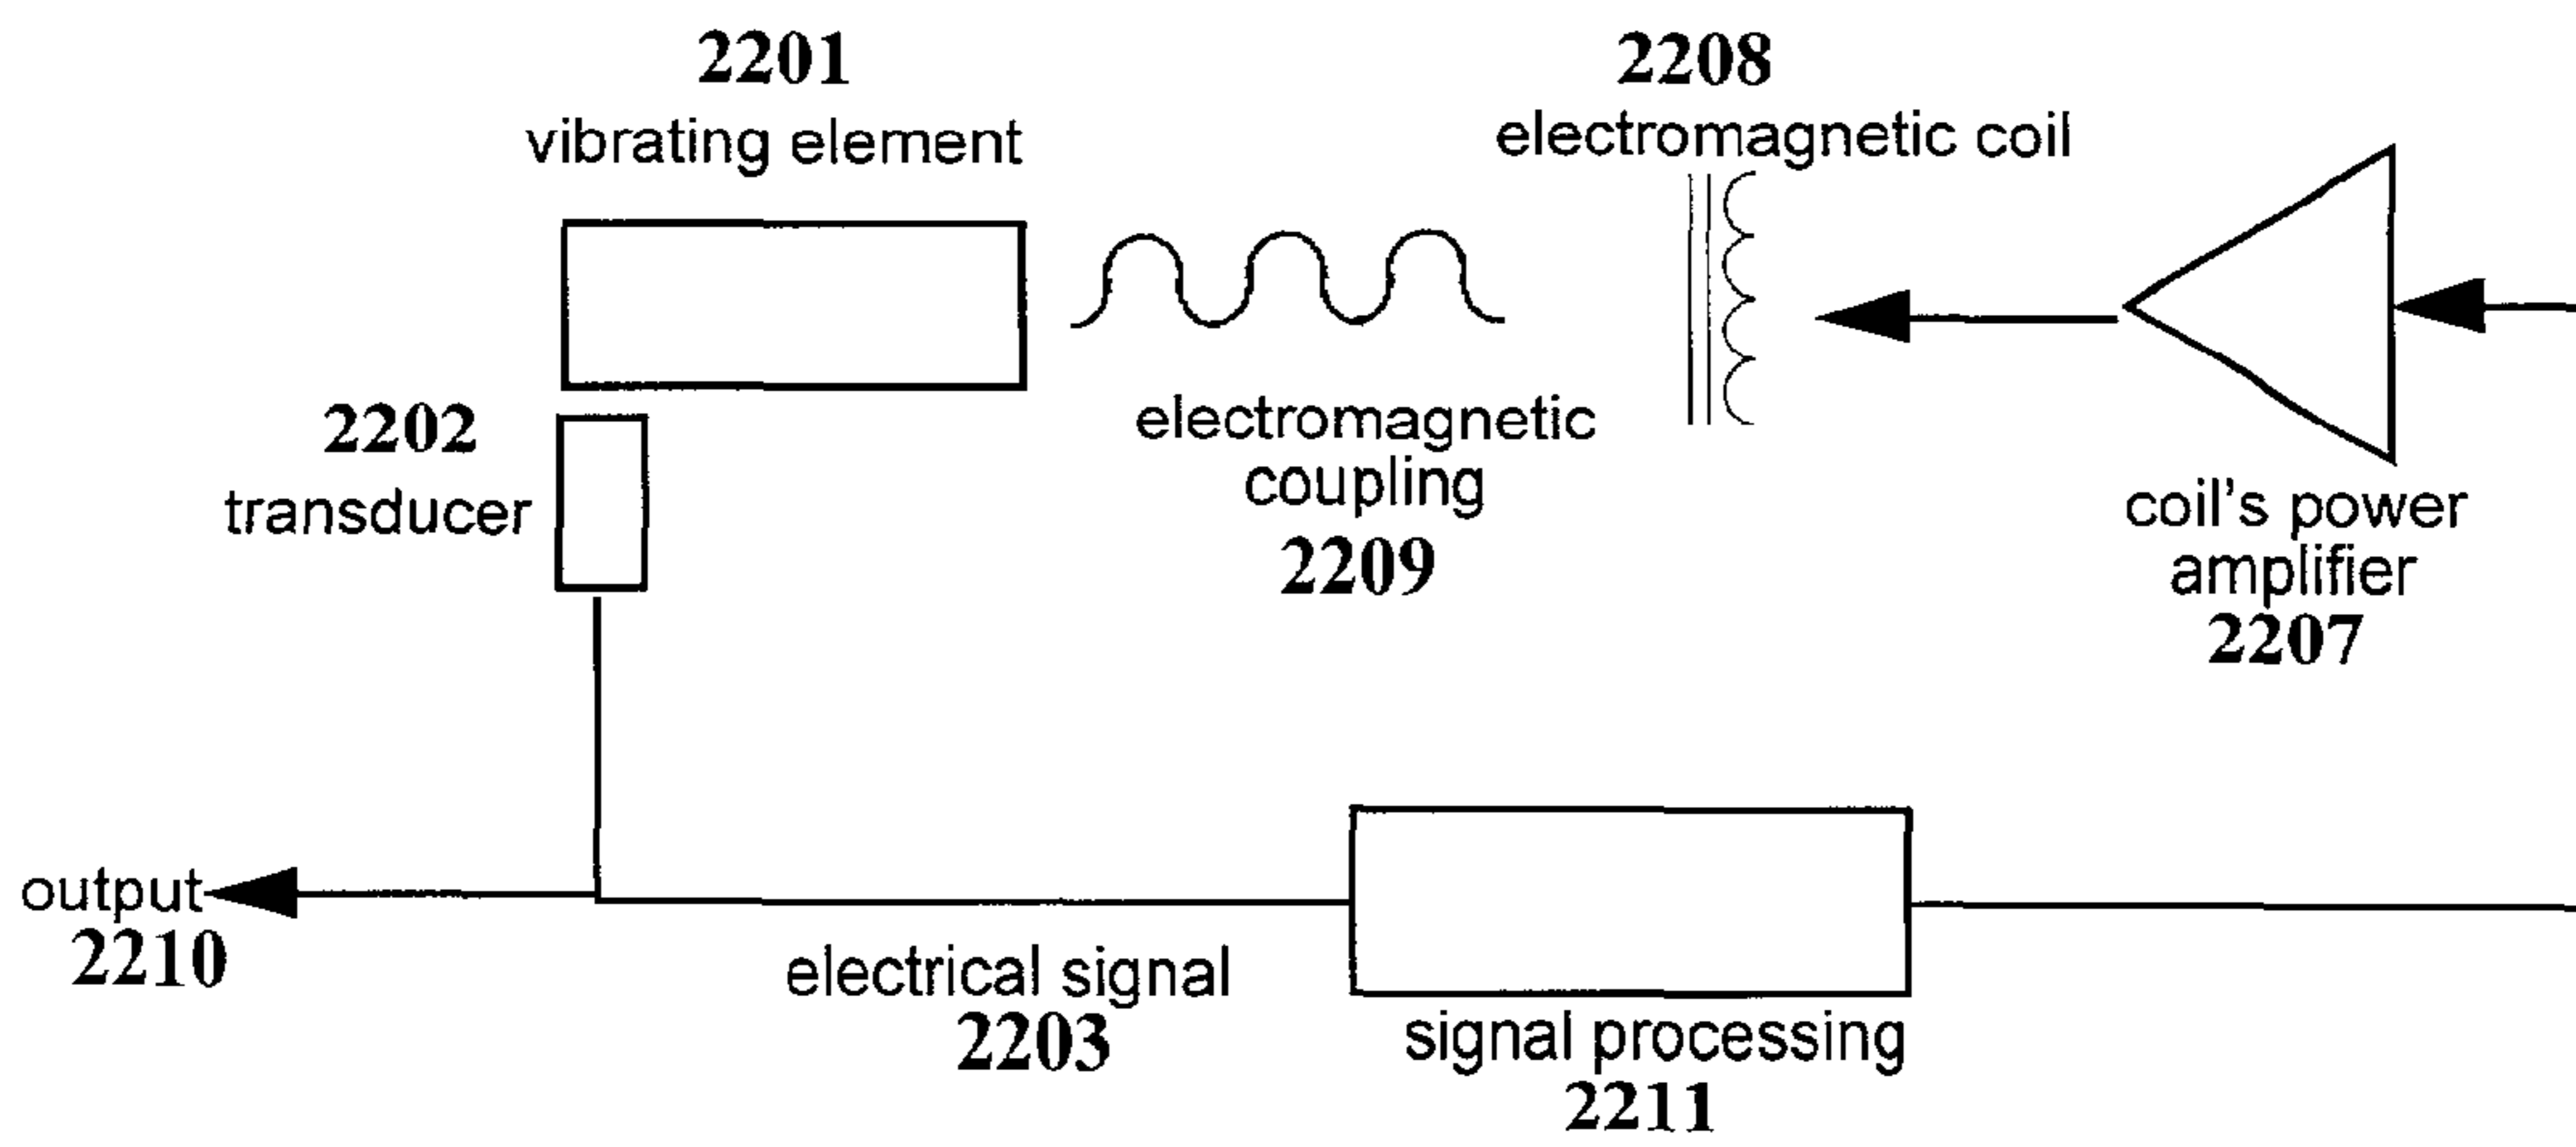 2201
vibrating element
2208
electromagnetic coil
2202
transducer
electromagnetic
coupling
2209
coil's power
amplifier
2207
output
2210
electrical signal
2203
signal processing
2211